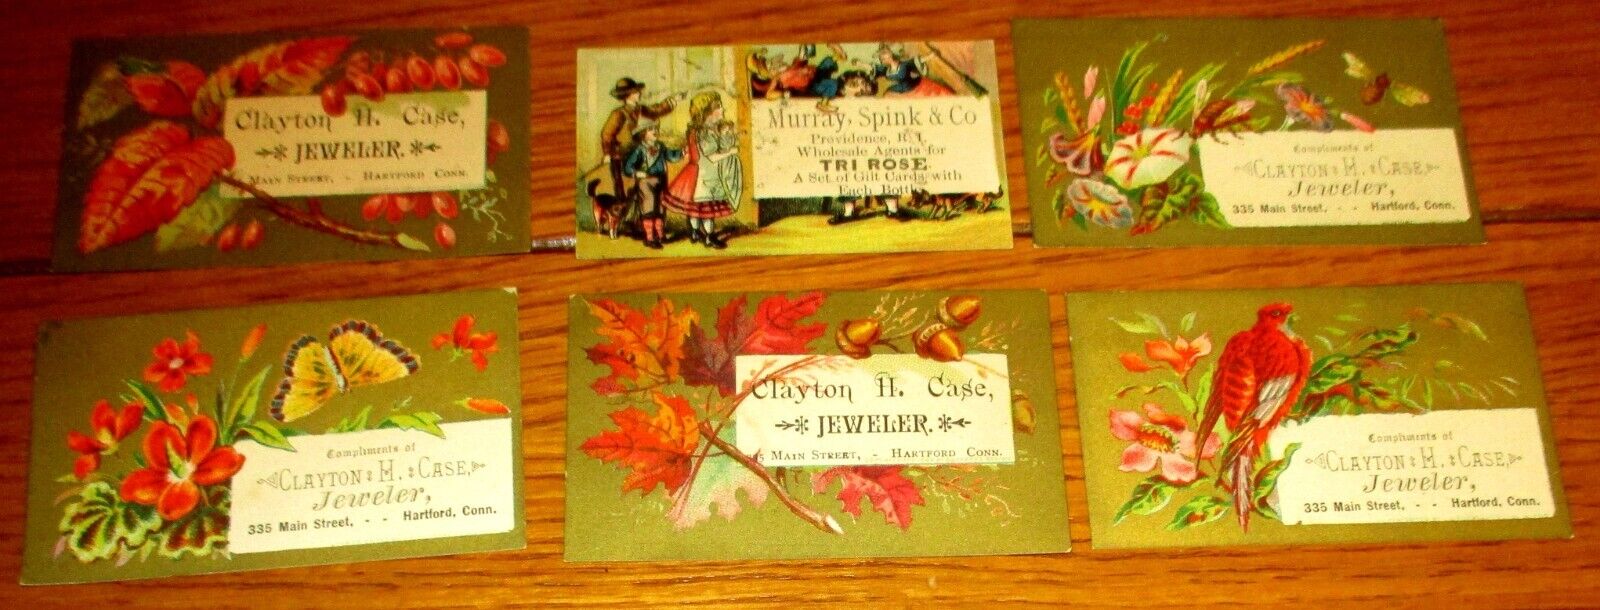 Clayton H. Case,
JEWELER.
MAIN STREET, - HARTFORD CONN.
Murray, Spink & Co
Providence, R. I.
Wholesale Agents for
TRI ROSE.
A Set of Gift Cards with
Each Bottle
Compliments of
CLAYTON H. CASE,
Jeweler,
335 Main Street, - - Hartford, Conn.
Compliments of
CLAYTON H. CASE,
Jeweler,
335 Main Street, - - Hartford, Conn.
Clayton H. Case,
JEWELER.
5 MAIN STREET, - HARTFORD CONN.
Compliments of
CLAYTON H. CASE,
Jeweler,
335 Main Street, - - Hartford, Conn.